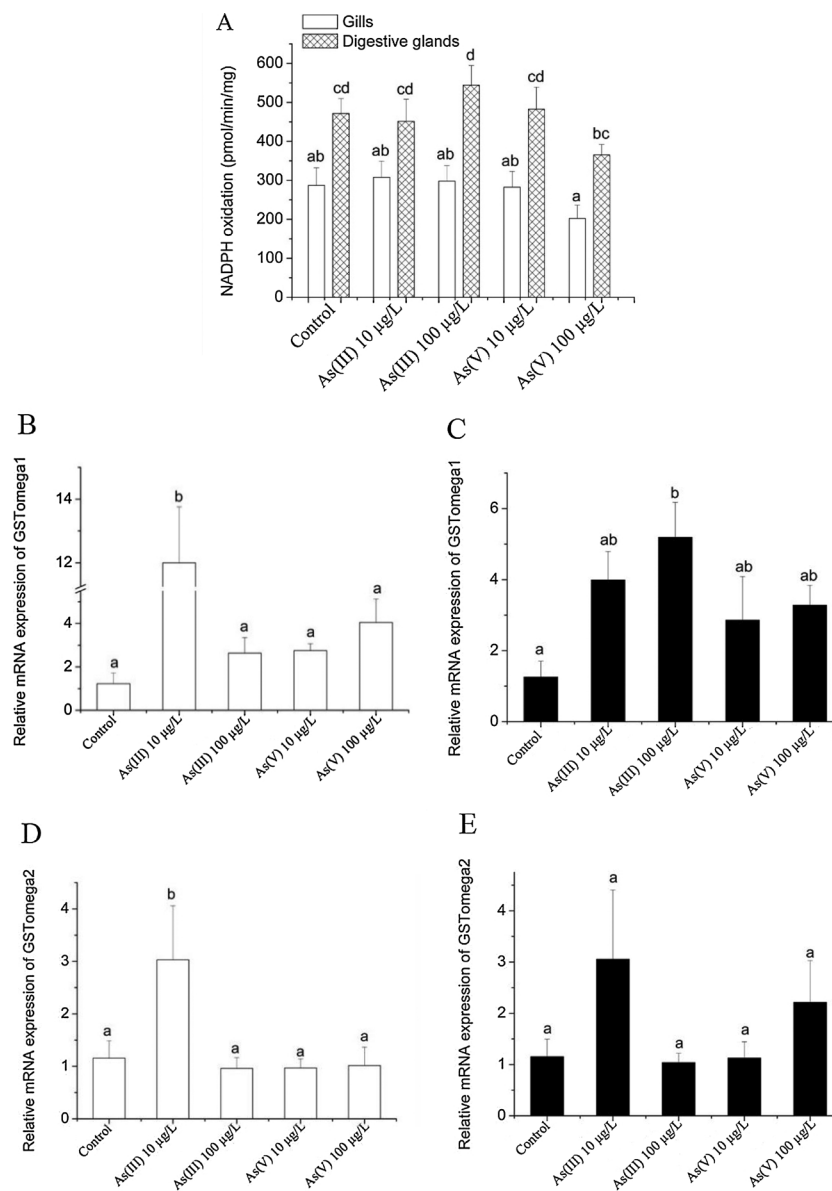 A
Gills
Digestive glands
NADPH oxidation (pmol/min/mg)
600
500
400
300
200
100
0
ab
cd
ab
cd
ab
d
ab
cd
a
bc
Control
As(III) 10 µg/L
As(III) 100 µg/L
As(V) 10 µg/L
As(V) 100 µg/L
B
Relative mRNA expression of GSTomega1
14
12
4
2
0
a
b
a
a
a
Control
As(III) 10 µg/L
As(III) 100 µg/L
As(V) 10 µg/L
As(V) 100 µg/L
C
Relative mRNA expression of GSTomega1
6
4
2
0
a
ab
b
ab
ab
Control
As(III) 10 µg/L
As(III) 100 µg/L
As(V) 10 µg/L
As(V) 100 µg/L
D
Relative mRNA expression of GSTomega2
4
3
2
1
0
a
b
a
a
a
Control
As(III) 10 µg/L
As(III) 100 µg/L
As(V) 10 µg/L
As(V) 100 µg/L
E
Relative mRNA expression of GSTomega2
4
3
2
1
0
a
a
a
a
a
Control
As(III) 10 µg/L
As(III) 100 µg/L
As(V) 10 µg/L
As(V) 100 µg/L